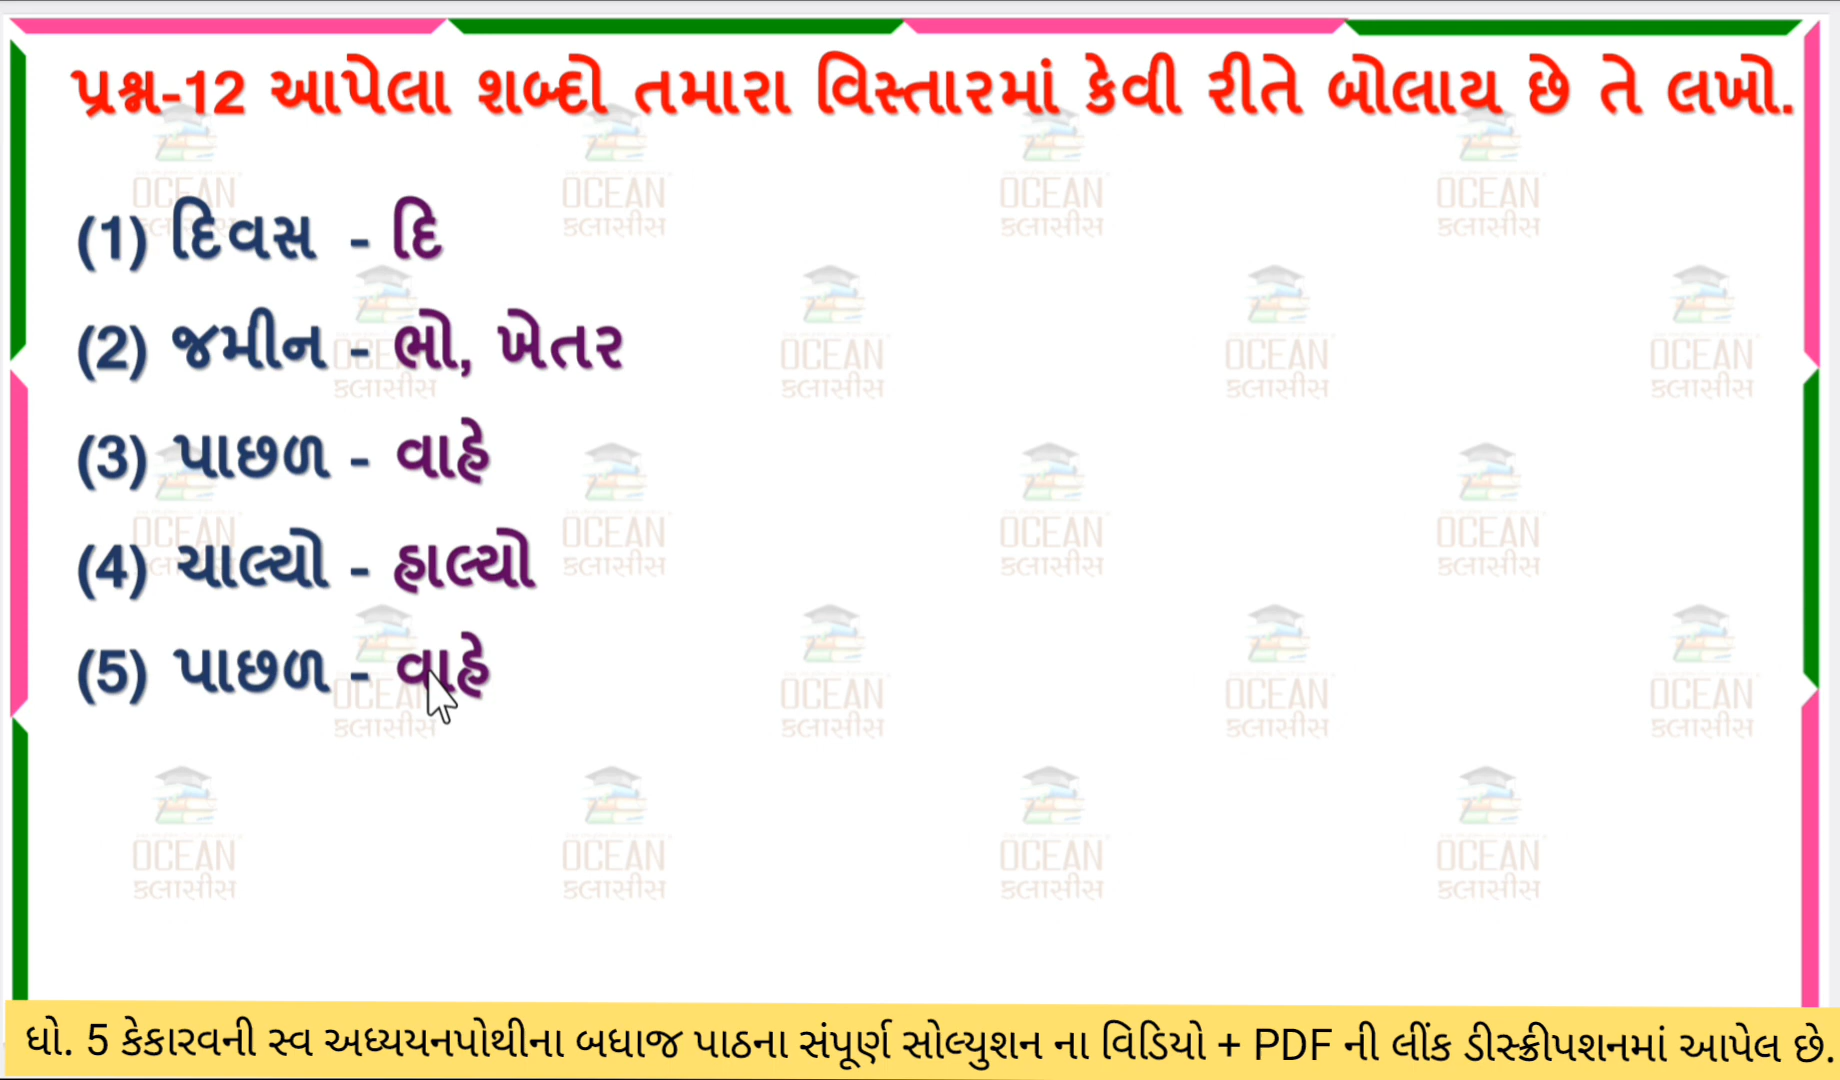 પ્રશ્ન-12 આપેલા શબ્દો તમારા વિસ્તારમાં કેવી રીતે બોલાય છે તે લખો.
(1) દિવસ - દિ
(2) જમીન - ભો, ખેતર
(3) પાછળ - વાહે
(4) ચાલ્યો - હાલ્યો
(5) પાછળ - વાહે
OCEAN
ક્લાસીસ
ધો. 5 કેકારવની સ્વ અધ્યયનપોથીના બધાજ પાઠના સંપૂર્ણ સોલ્યુશન ના વિડિયો + PDF ની લીંક ડીસ્ક્રીપશનમાં આપેલ છે.